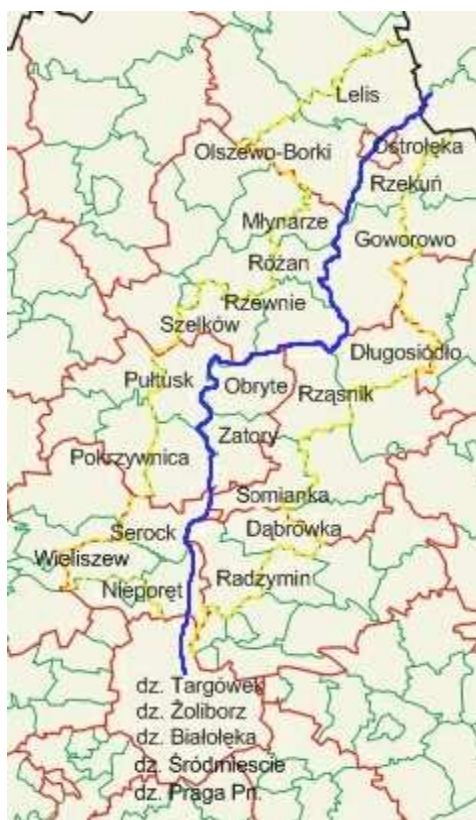 Lelis
Ostrołęka
Olszewo-Borki
Rzekuń
Młynarze
Goworowo
Różan
Rzewnie
Szelków
Długosiodło
Pułtusk
Obryte
Rząśnik
Zatory
Pokrzywnica
Somianka
Serock
Dąbrówka
Wieliszew
Radzymin
Nieporęt
dz. Targówek
dz. Żoliborz
dz. Białołęka
dz. Śródmiescie
dz. Praga Pn.